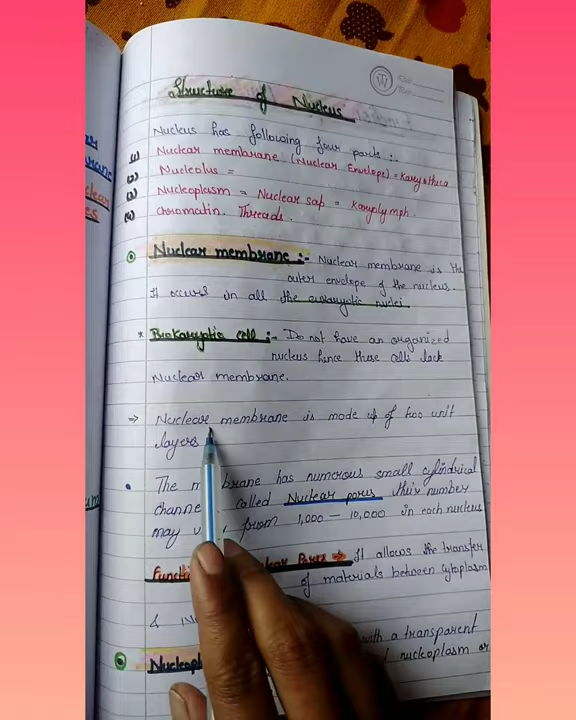 Structure of Nucleus
Nucleus has following four parts :-
(1) Nuclear membrane (Nuclear Envelope) = Karyotheca
(2) Nucleolus =
(3) Nucleoplasm = Nuclear sap = Karyolymph.
(4) Chromatin. Threads.
Nuclear membrane :- Nuclear membrane is the
outer envelope of the nucleus.
It occurs in all the eukaryotic nuclei
* Prokaryotic Cell :- Do not have an organized
nucleus hence these cells lack
Nuclear membrane.
→ Nuclear membrane is made up of two unit
layers
• The membrane has numerous small cylindrical
called Nuclear pores their number
may from 1,000 - 10,000 in each nucleus
Pores ⇒ It allows the transfer
of materials between cytoplasm
&
with a transparent
nucleoplasm or